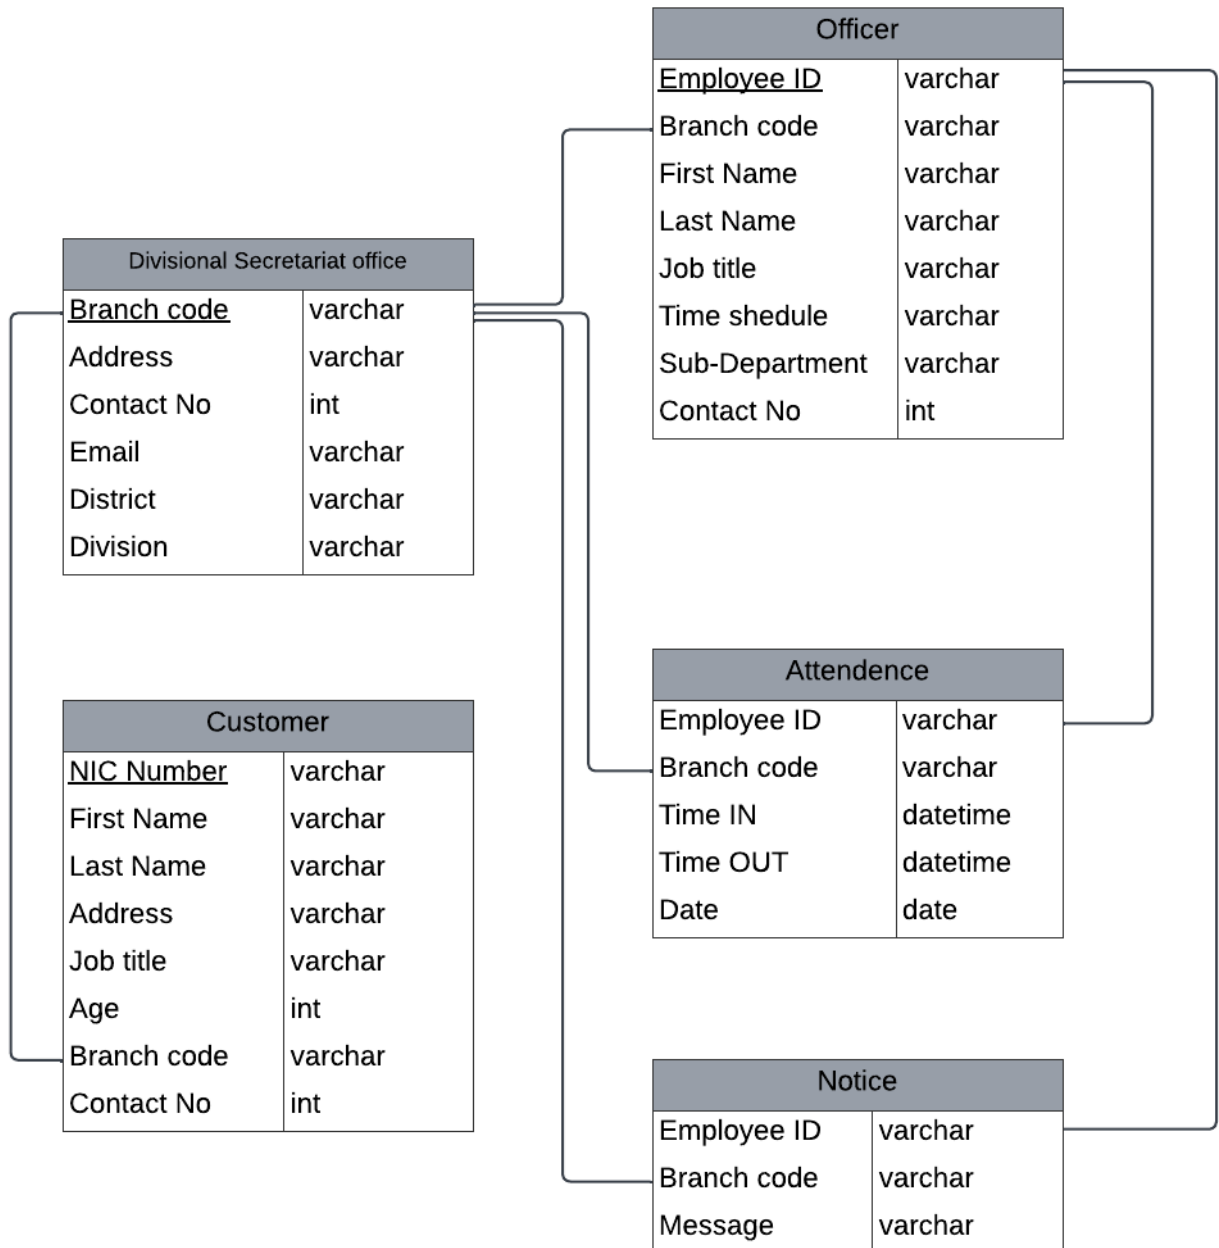 Officer
Employee ID varchar
Branch code varchar
First Name varchar
Last Name varchar
Job title varchar
Time shedule varchar
Sub-Department varchar
Contact No int
Divisional Secretariat office
Branch code varchar
Address varchar
Contact No int
Email varchar
District varchar
Division varchar
Attendence
Employee ID varchar
Branch code varchar
Time IN datetime
Time OUT datetime
Date date
Customer
NIC Number varchar
First Name varchar
Last Name varchar
Address varchar
Job title varchar
Age int
Branch code varchar
Contact No int
Notice
Employee ID varchar
Branch code varchar
Message varchar